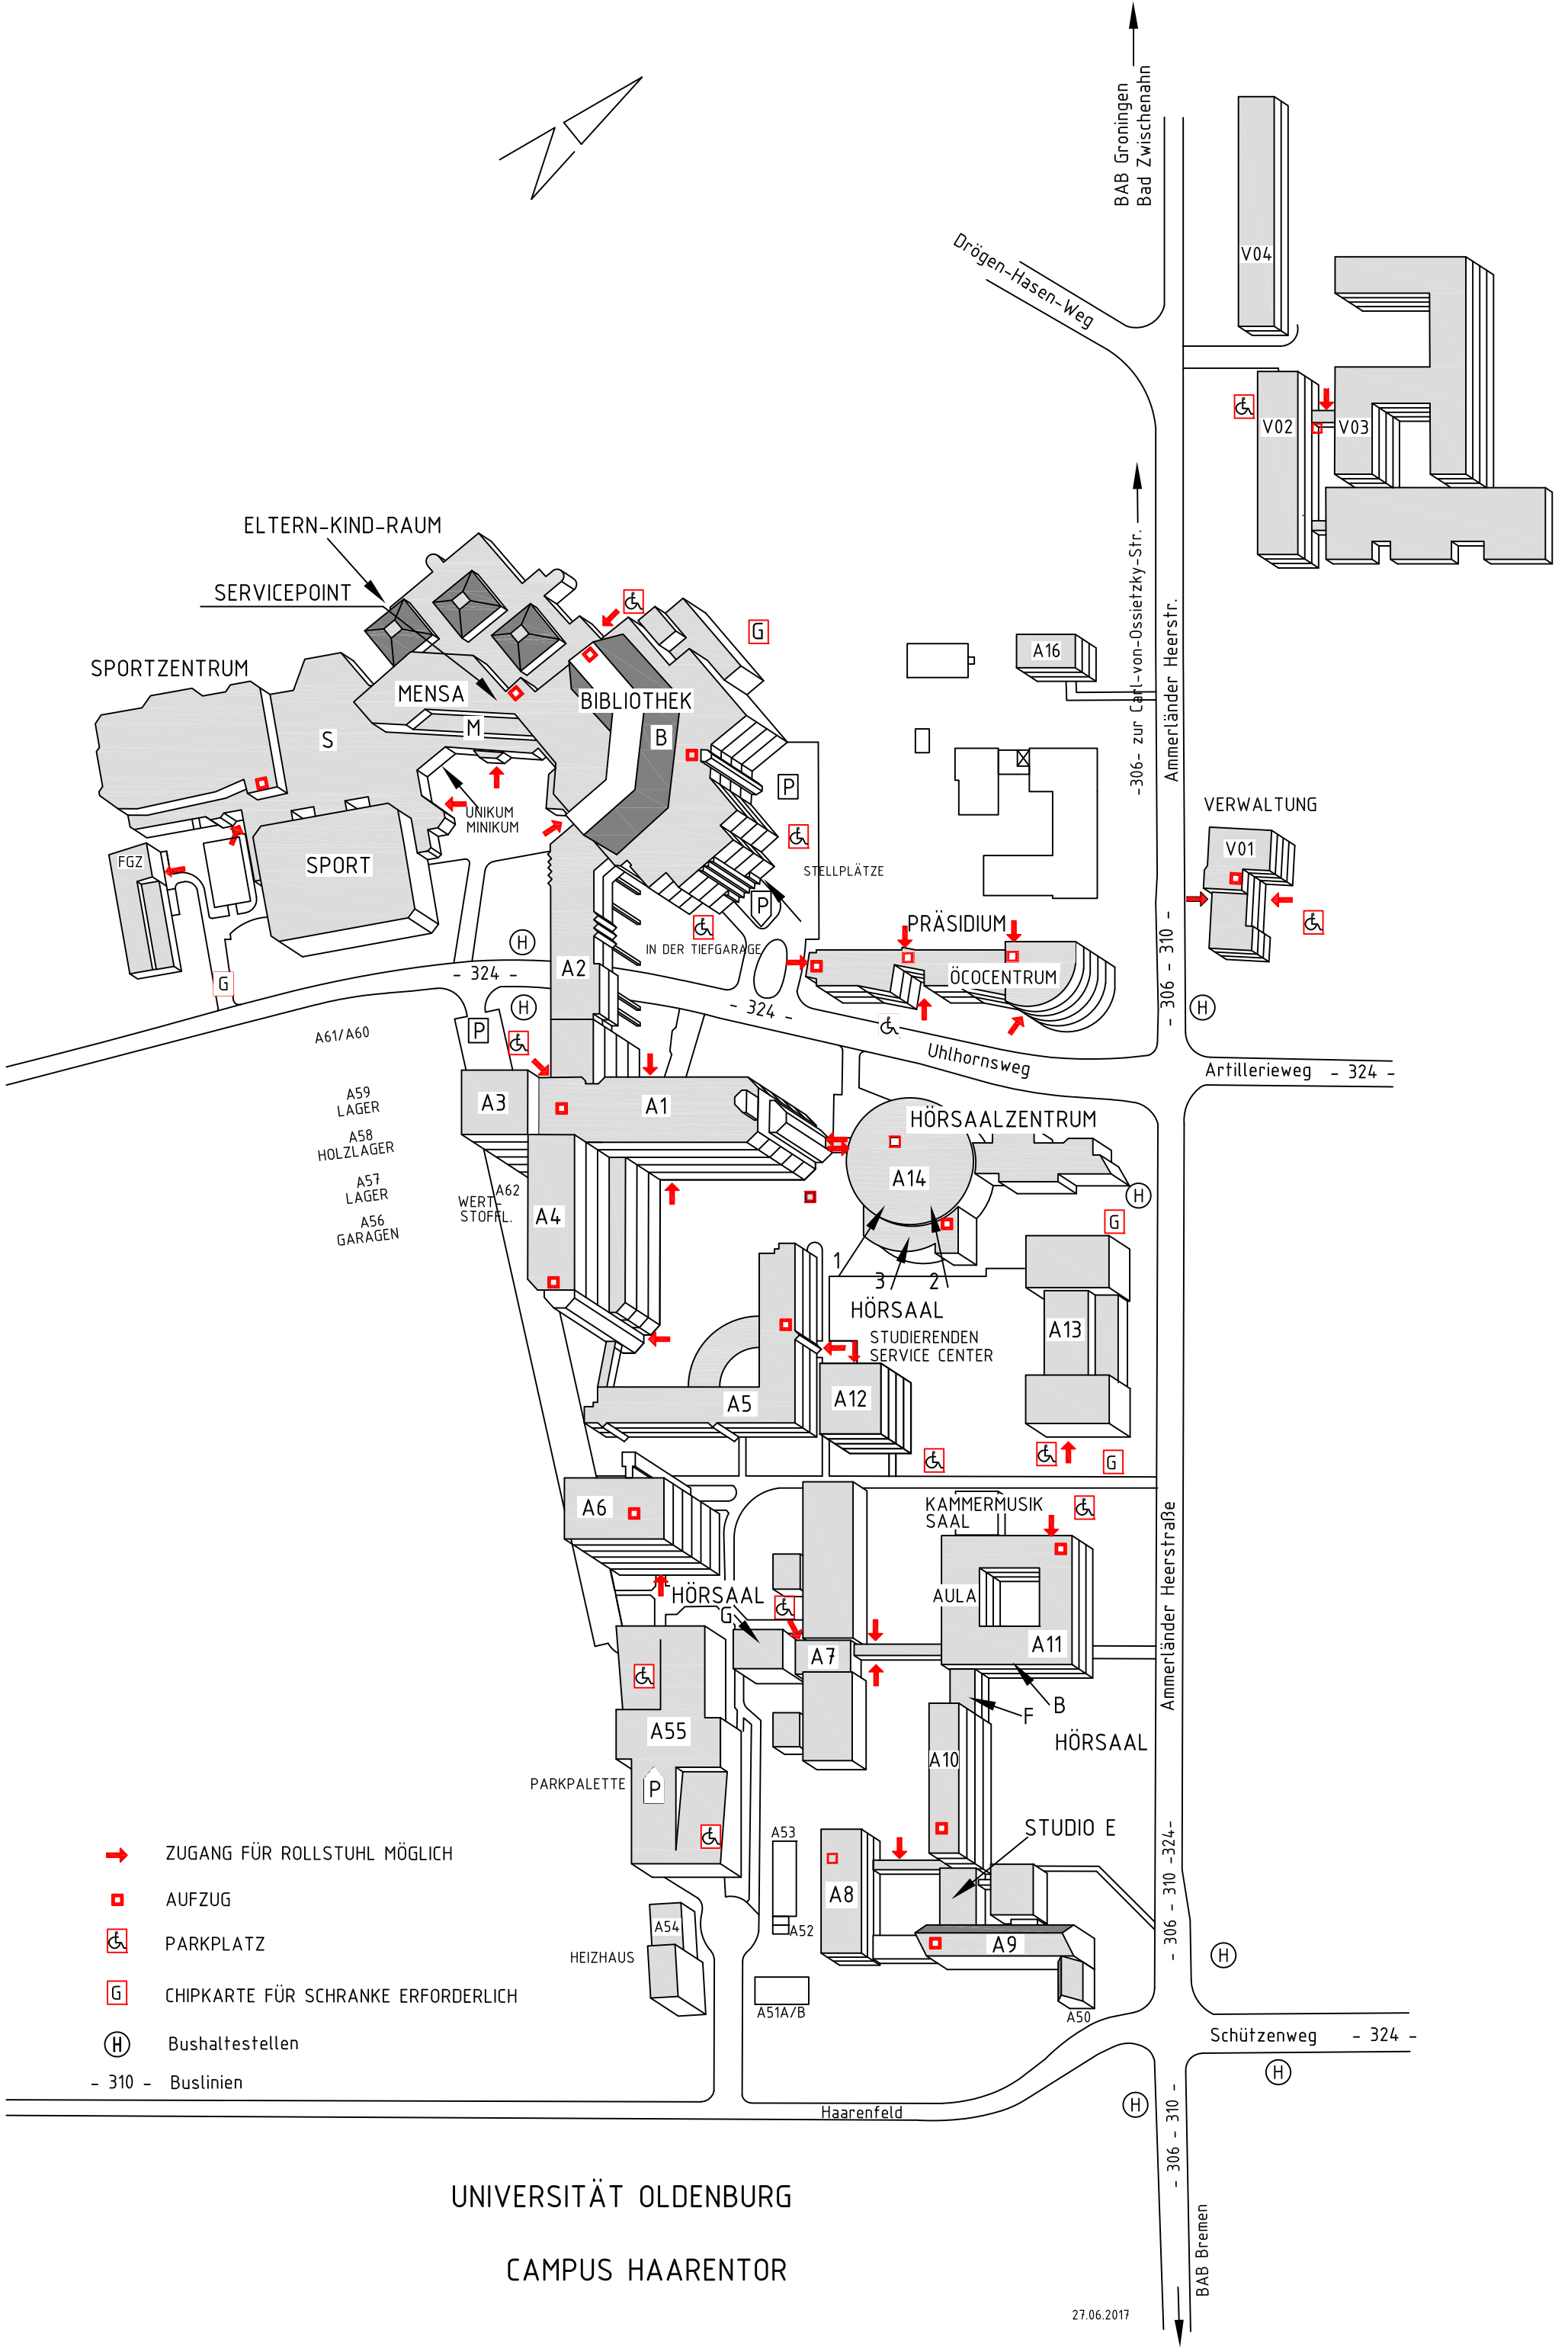 BAB Groningen
Bad Zwischenahn
Drögen-Hasen-Weg
V04
V02
V03
ELTERN-KIND-RAUM
SERVICEPOINT
-306- zur Carl-von-Ossietzky-Str.
Ammerländer Heerstr.
G
A16
SPORTZENTRUM
MENSA
BIBLIOTHEK
M
S
B
P
UNIKUM
MINIKUM
VERWALTUNG
V01
FGZ
SPORT
STELLPLÄTZE
P
PRÄSIDIUM
IN DER TIEFGARAGE
H
A2
- 324 -
ÖCOCENTRUM
G
H
- 324 -
- 306 - 310 -
H
P
A61/A60
Uhlhornsweg
Artillerieweg - 324 -
A59
LAGER
A3
A1
HÖRSAALZENTRUM
A58
HOLZLAGER
A14
A57
LAGER
A62
WERT-
STOFFL.
H
A56
GARAGEN
A4
G
1
3
2
HÖRSAAL
A13
STUDIERENDEN
SERVICE CENTER
A5
A12
G
A6
KAMMERMUSIK
SAAL
AULA
HÖRSAAL
G
A7
A11
Ammerländer Heerstraße
B
F
A55
HÖRSAAL
A10
PARKPALETTE
P
STUDIO E
A53
- 306 - 310 -324-
ZUGANG FÜR ROLLSTUHL MÖGLICH
AUFZUG
A8
A54
A52
PARKPLATZ
A9
HEIZHAUS
H
G CHIPKARTE FÜR SCHRANKE ERFORDERLICH
A51A/B
A50
Schützenweg - 324 -
H Bushaltestellen
H
- 310 - Buslinien
Haarenfeld
H
- 306 - 310 -
UNIVERSITÄT OLDENBURG
CAMPUS HAARENTOR
BAB Bremen
27.06.2017